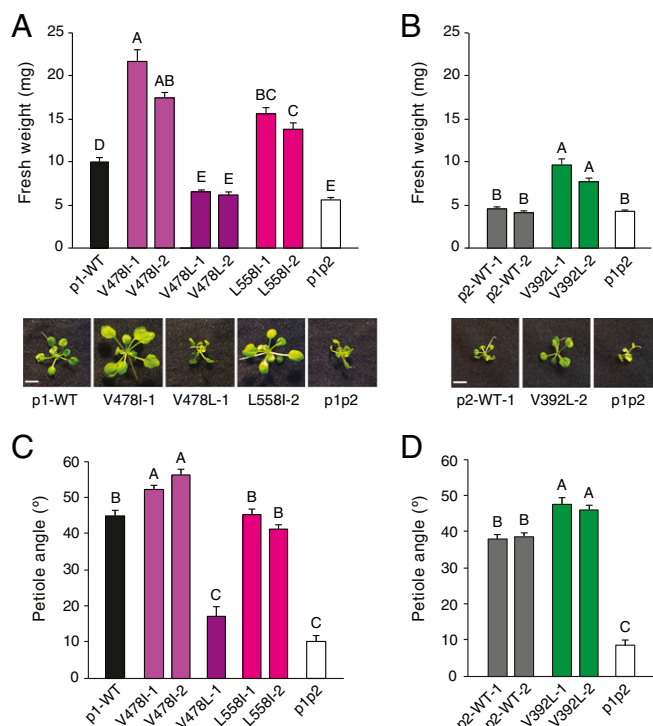 A
Fresh weight (mg)
25
20
15
10
5
0
D
A
AB
E
E
BC
C
E
p1-WT
V478I-1
V478I-2
V478L-1
V478L-2
L558I-1
L558I-2
p1p2
B
Fresh weight (mg)
25
20
15
10
5
0
B
B
A
A
B
p2-WT-1
p2-WT-2
V392L-1
V392L-2
p1p2
p1-WT
V478I-1
V478L-1
L558I-2
p1p2
p2-WT-1
V392L-1
p1p2
C
Petiole angle (°)
60
50
40
30
20
10
0
B
A
A
C
B
B
C
p1-WT
V478I-1
V478I-2
V478L-1
L558I-1
L558I-2
p1p2
D
Petiole angle (°)
60
50
40
30
20
10
0
B
B
A
A
C
p2-WT-1
p2-WT-2
V392L-1
V392L-2
p1p2